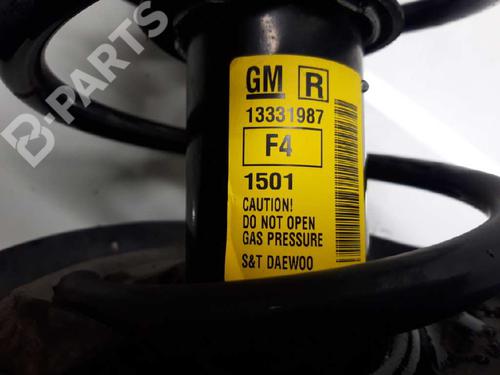 B-PARTS
GM R
13331987
F4
1501
CAUTION!
DO NOT OPEN
GAS PRESSURE
S&T DAEWOO